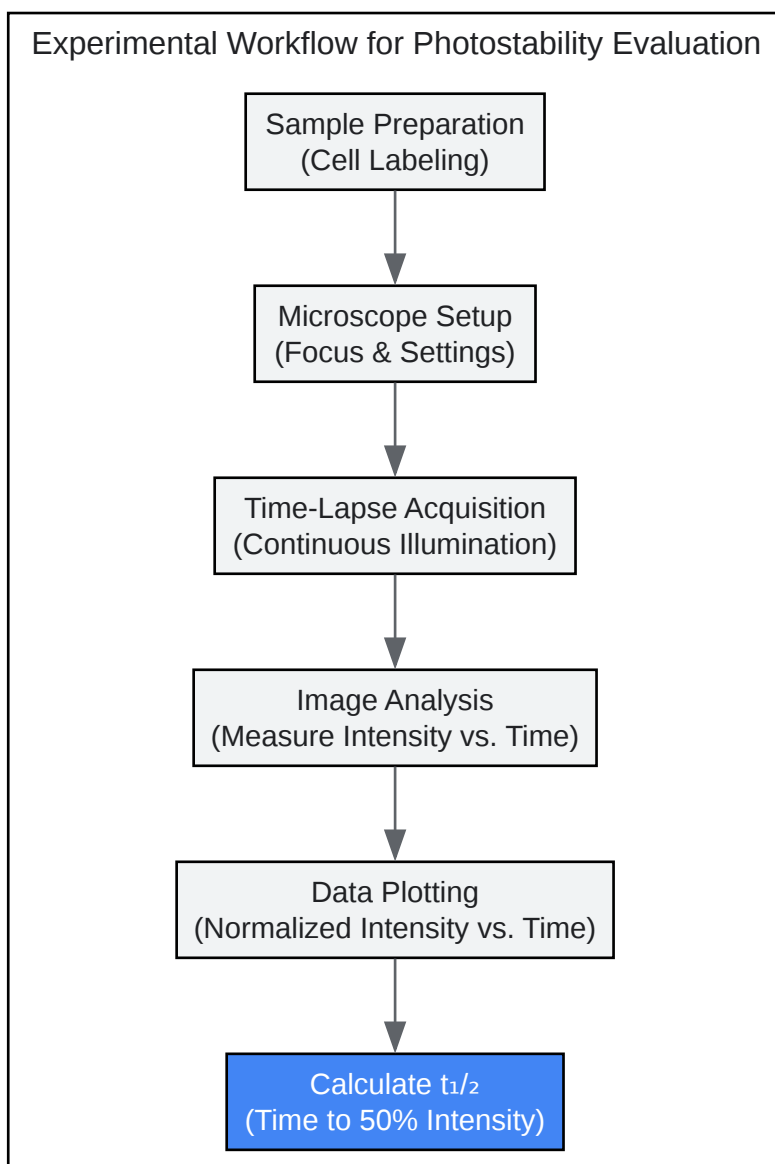 Experimental Workflow for Photostability Evaluation
Sample Preparation
(Cell Labeling)
Microscope Setup
(Focus & Settings)
Time-Lapse Acquisition
(Continuous Illumination)
Image Analysis
(Measure Intensity vs. Time)
Data Plotting
(Normalized Intensity vs. Time)
Calculate t₁/₂
(Time to 50% Intensity)